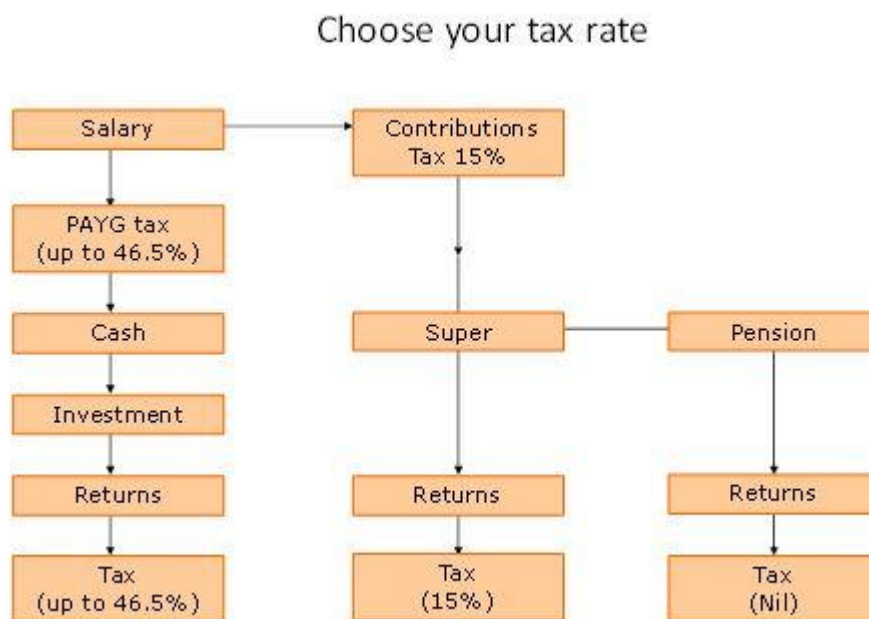 Choose your tax rate
Salary
Contributions
Tax 15%
PAYG tax
(up to 46.5%)
Cash
Super
Pension
Investment
Returns
Returns
Returns
Tax
(up to 46.5%)
Tax
(15%)
Tax
(Nil)